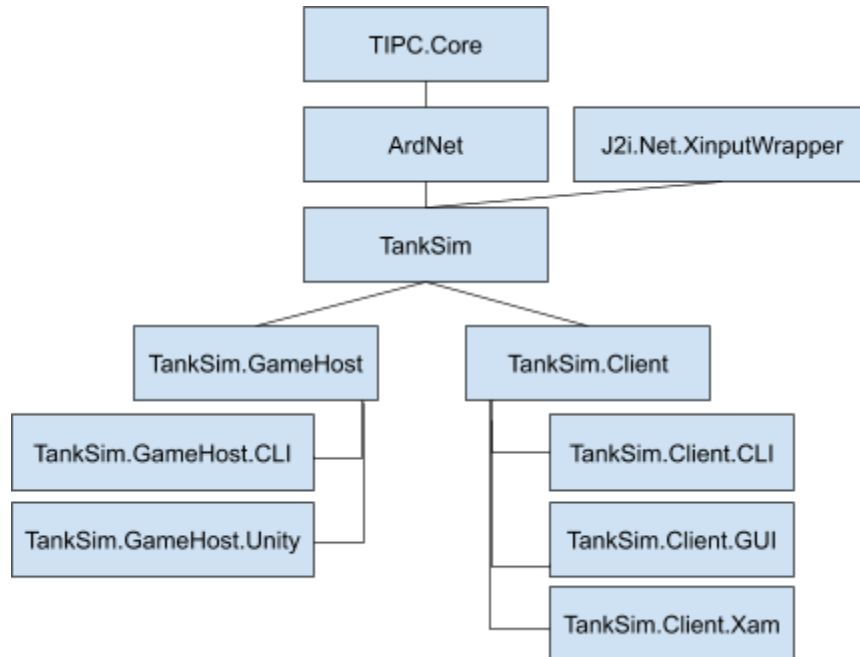 TIPC.Core
ArdNet
J2i.Net.XinputWrapper
TankSim
TankSim.GameHost
TankSim.Client
TankSim.GameHost.CLI
TankSim.Client.CLI
TankSim.GameHost.Unity
TankSim.Client.GUI
TankSim.Client.Xam